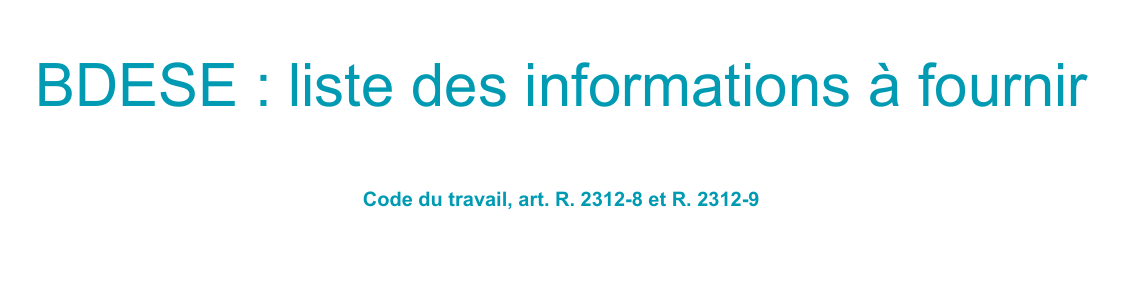 BDESE : liste des informations à fournir
Code du travail, art. R. 2312-8 et R. 2312-9